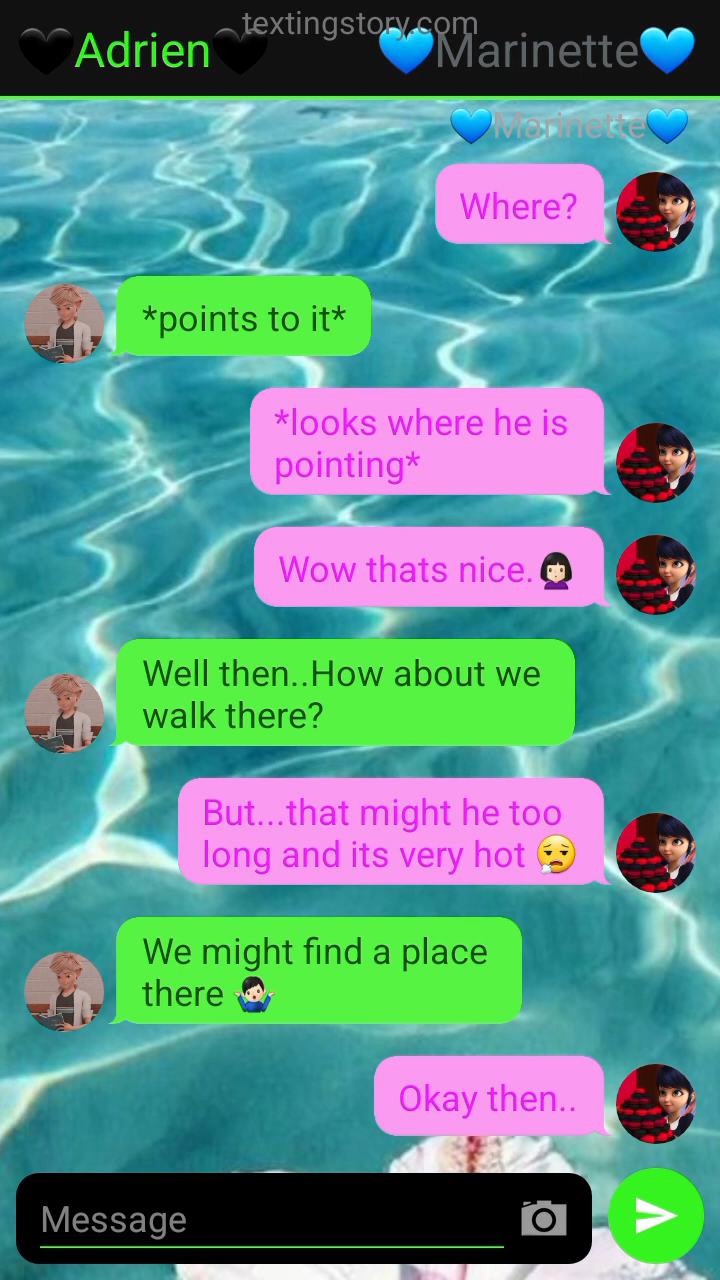 textingstory.com
🖤Adrien🖤 💙Marinette💙
💙Marinette💙
Where?
*points to it*
*looks where he is
pointing*
Wow thats nice.🙍🏻‍♀️
Well then..How about we
walk there?
But...that might he too
long and its very hot 😮‍💨
We might find a place
there 🤷🏻‍♂️
Okay then..
Message